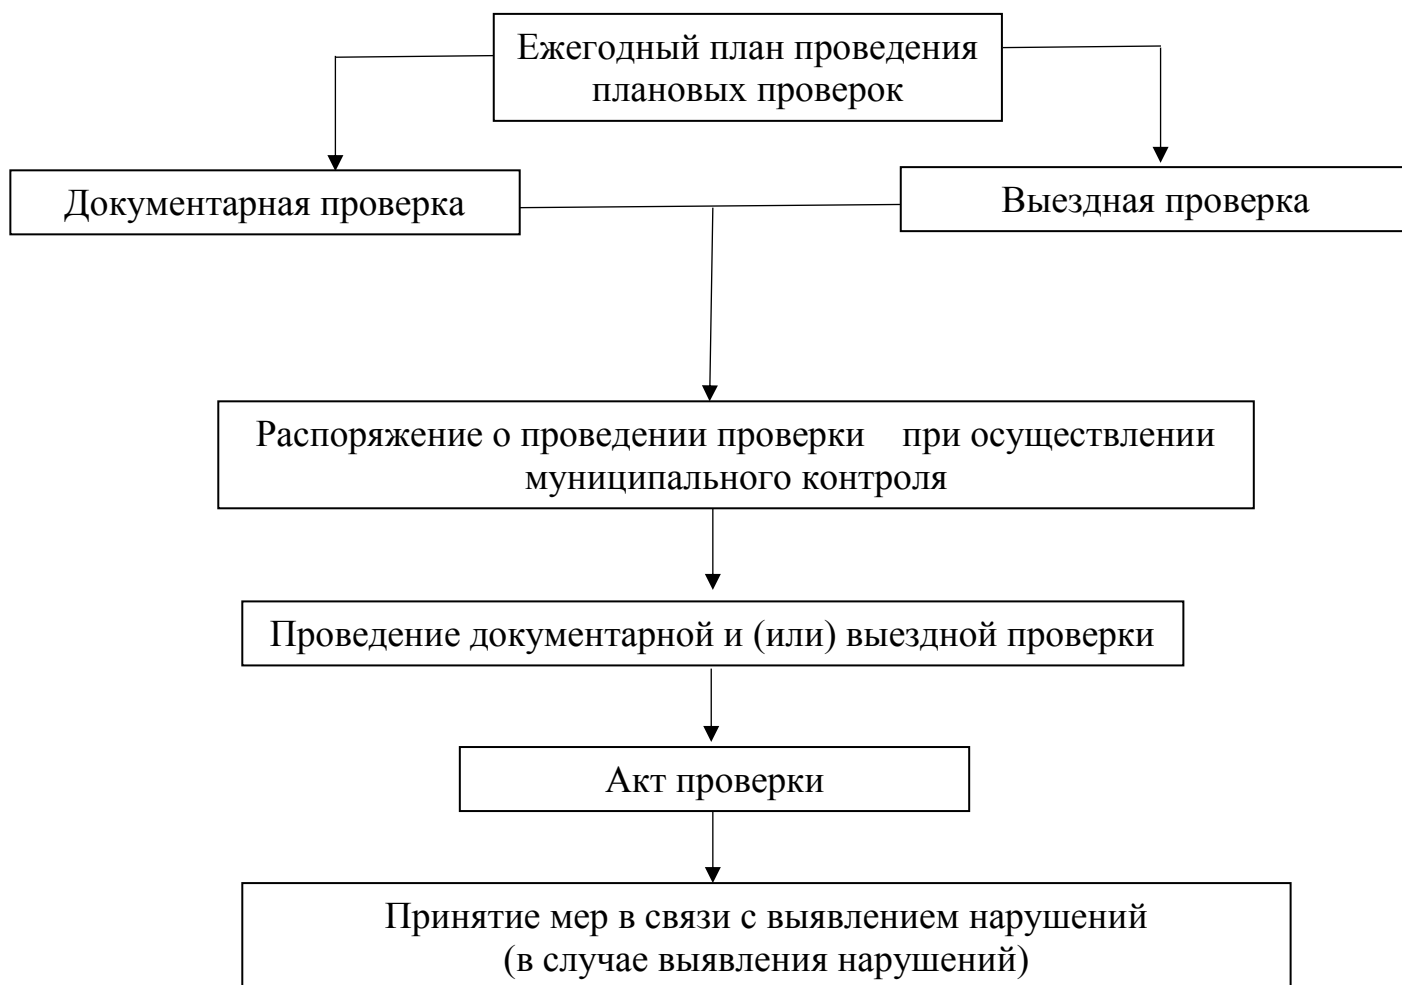 Ежегодный план проведения
плановых проверок
Документарная проверка
Выездная проверка
Распоряжение о проведении проверки при осуществлении
муниципального контроля
Проведение документарной и (или) выездной проверки
Акт проверки
Принятие мер в связи с выявлением нарушений
(в случае выявления нарушений)